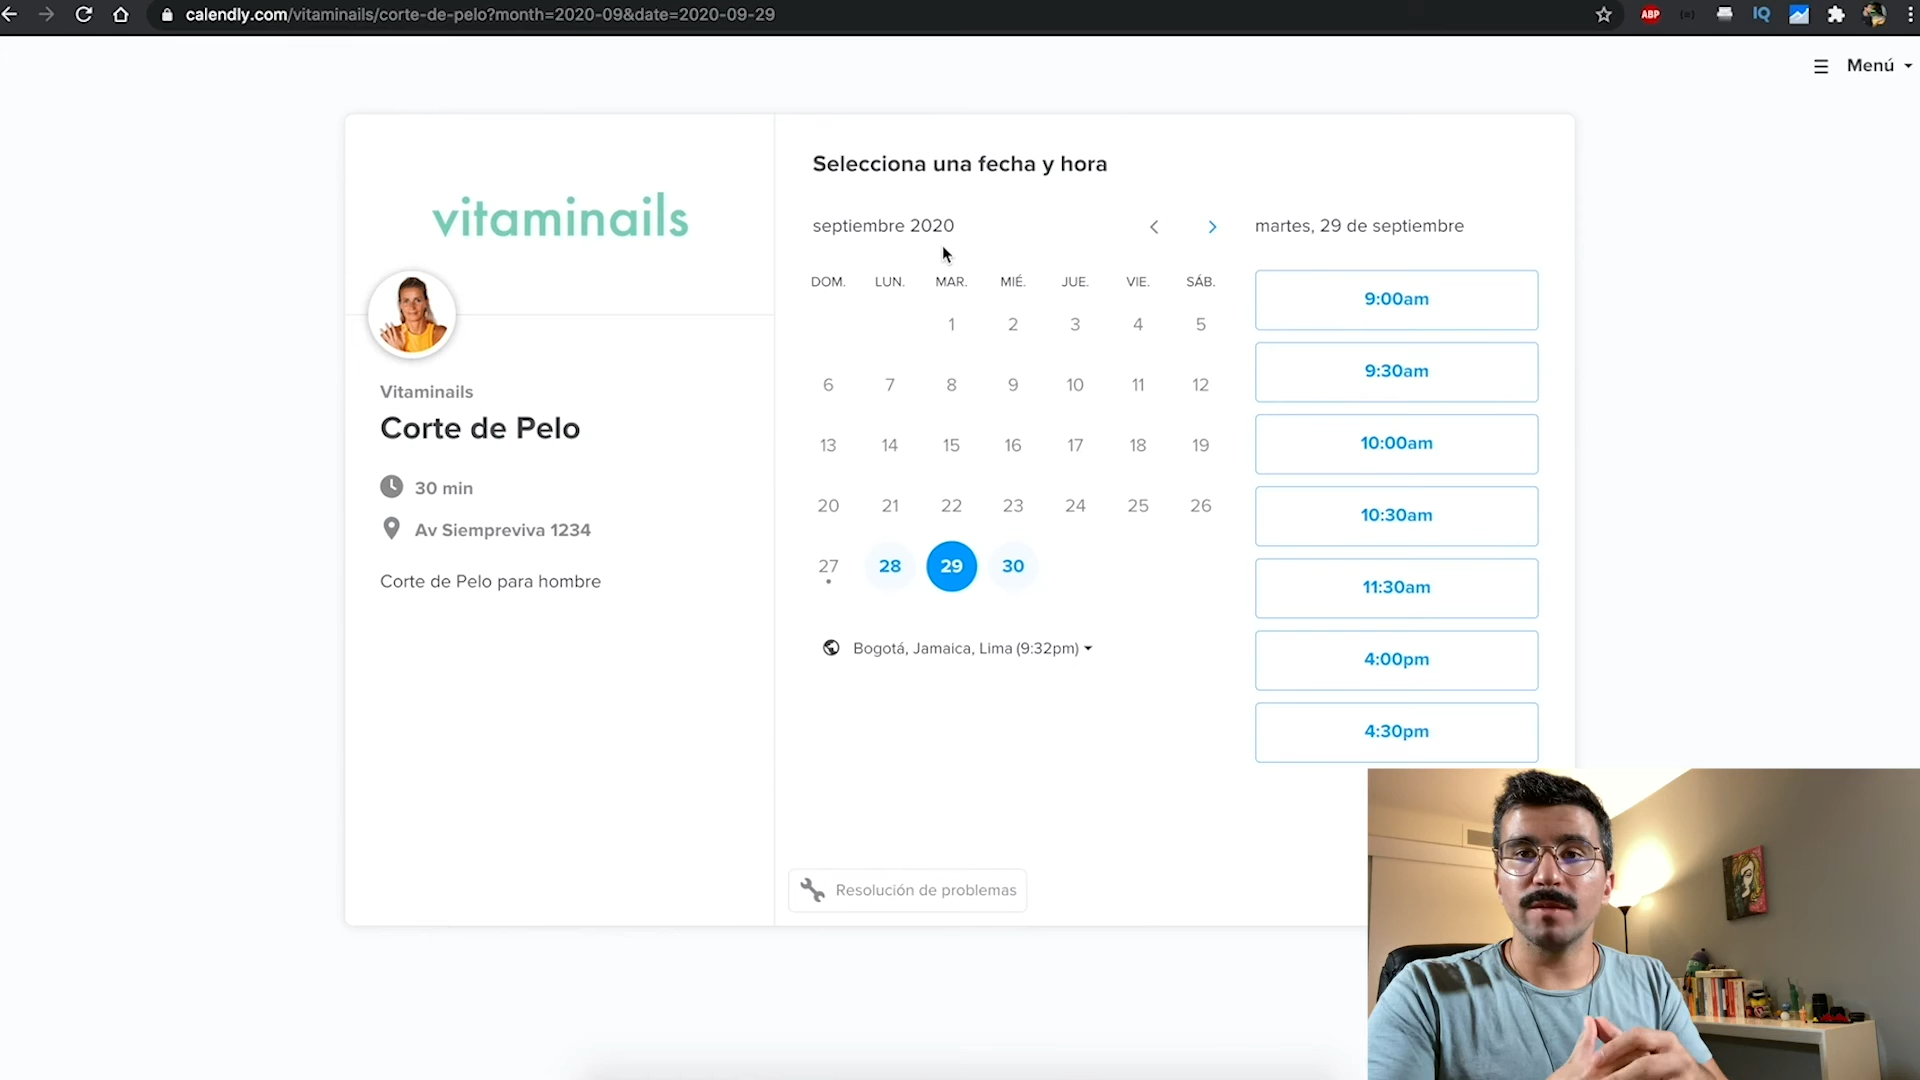 calendly.com/vitaminails/corte-de-pelo?month=2020-09&date=2020-09-29
ABP
IQ
Menú
vitaminails
Vitaminails
Corte de Pelo
30 min
Av Siempreviva 1234
Corte de Pelo para hombre
Selecciona una fecha y hora
septiembre 2020
DOM. LUN. MAR. MIÉ. JUE. VIE. SÁB.
1 2 3 4 5
6 7 8 9 10 11 12
13 14 15 16 17 18 19
20 21 22 23 24 25 26
27 28 29 30
Bogotá, Jamaica, Lima (9:32pm)
Resolución de problemas
martes, 29 de septiembre
9:00am
9:30am
10:00am
10:30am
11:30am
4:00pm
4:30pm